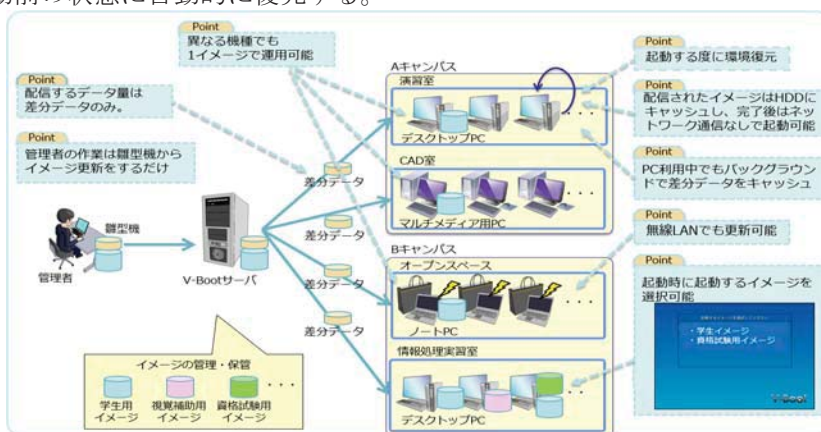 動前の状態に自動的に復元する。
Point
異なる機種でも
1イメージで運用可能
Point
配信するデータ量は
差分データのみ。
Point
管理者の作業は雛型機から
イメージ更新をするだけ
雛型機
管理者
V-Bootサーバ
差分データ
差分データ
差分データ
差分データ
イメージの管理・保管
学生用
イメージ
視覚補助用
イメージ
資格試験用
イメージ
・・・
Aキャンパス
演習室
デスクトップPC
・・・
CAD室
マルチメディア用PC
・・・
Bキャンパス
オープンスペース
ノートPC
・・・
情報処理実習室
デスクトップPC
・・・
Point
起動する度に環境復元
Point
配信されたイメージはHDDに
キャッシュし、完了後はネッ
トワーク通信なしで起動可能
Point
PC利用中でもバックグラウン
ドで差分データをキャッシュ
Point
無線LANでも更新可能
Point
起動時に起動するイメージを
選択可能
・学生イメージ
・資格試験用イメージ
V-Boot